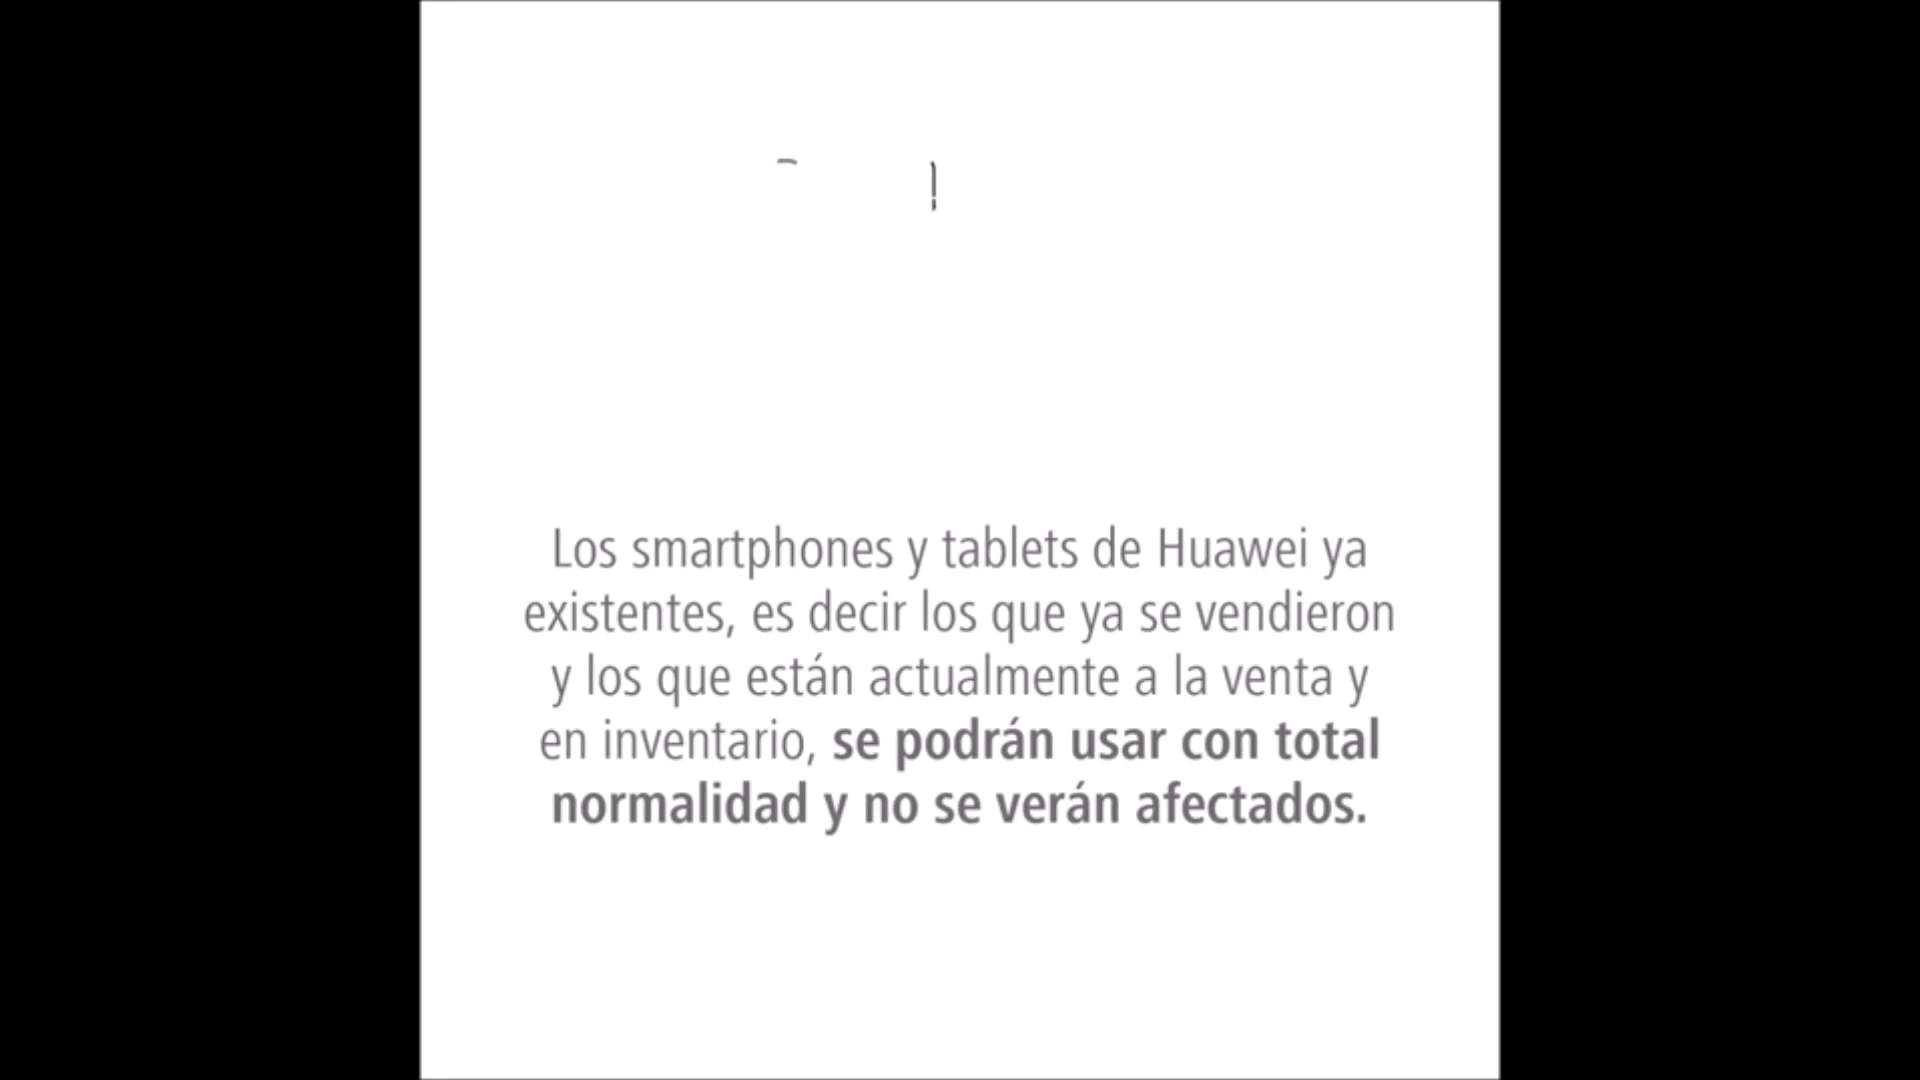 Los smartphones y tablets de Huawei ya
existentes, es decir los que ya se vendieron
y los que están actualmente a la venta y
en inventario, se podrán usar con total
normalidad y no se verán afectados.